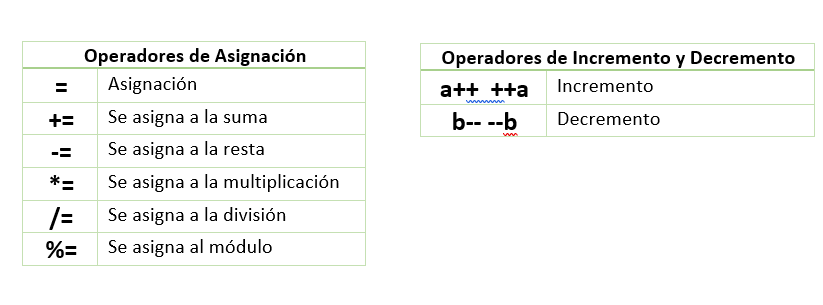 Operadores de Asignación
= Asignación
+= Se asigna a la suma
-= Se asigna a la resta
*= Se asigna a la multiplicación
/= Se asigna a la división
%= Se asigna al módulo
Operadores de Incremento y Decremento
a++ ++a Incremento
b-- --b Decremento